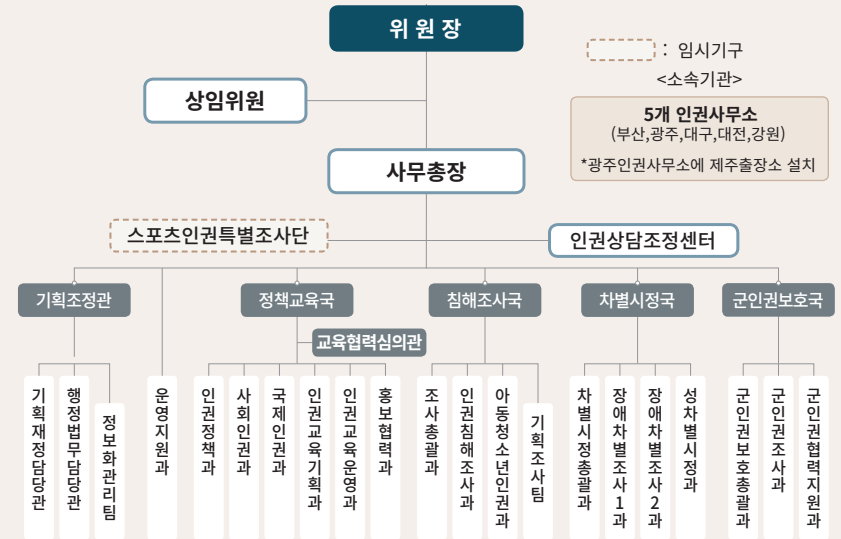 위 원 장
: 임시기구
<소속기관>
상임위원
5개 인권사무소
(부산,광주,대구,대전,강원)
*광주인권사무소에 제주출장소 설치
사무총장
스포츠인권특별조사단
인권상담조정센터
기획조정관
정책교육국
침해조사국
차별시정국
군인권보호국
교육협력심의관
기획재정담당관
행정법무담당관
정보화관리팀
운영지원과
인권정책과
사회인권과
국제인권과
인권교육기획과
인권교육운영과
홍보협력과
조사총괄과
인권침해조사과
아동청소년인권과
기획조사팀
차별시정총괄과
장애차별조사1과
장애차별조사2과
성차별시정과
군인권보호총괄과
군인권조사과
군인권협력지원과